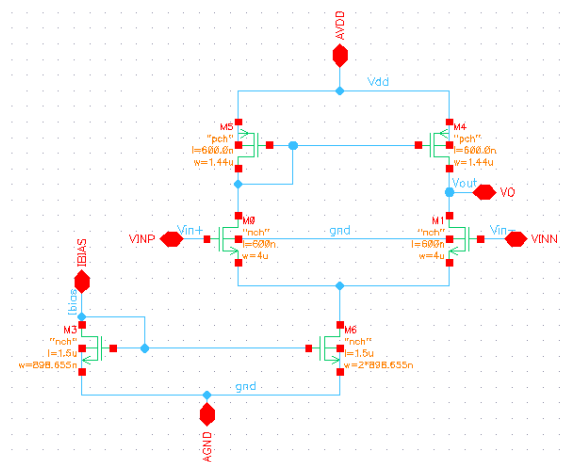 AVDD
Vdd
M5
"pch"
l=600.0n
w=1.44u
M4
"pch"
l=600.0n
w=1.44u
Vout
VO
VINP
Vin+
M0
"nch"
l=600n
w=4u
gnd
M1
"nch"
l=600n
w=4u
Vin-
VINN
IBIAS
Ibias
M3
"nch"
l=1.5u
w=898.655n
M6
"nch"
l=1.5u
w=2*898.655n
gnd
AGND